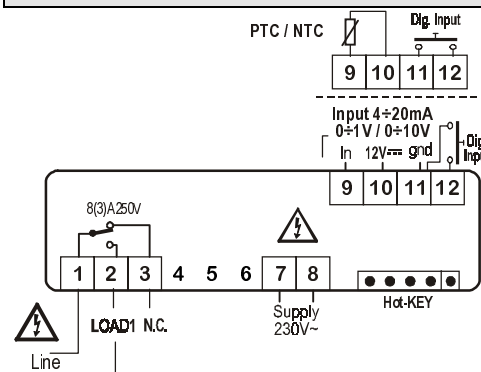 PTC / NTC
Dig. Input
9 10 11 12
Input 4÷20mA
0÷1V / 0÷10V
In 12V gnd
Dig
Inp
9 10 11 12
8(3)A250V
1 2 3 4 5 6 7 8
LOAD1 N.C.
Supply
230V~
Hot-KEY
Line